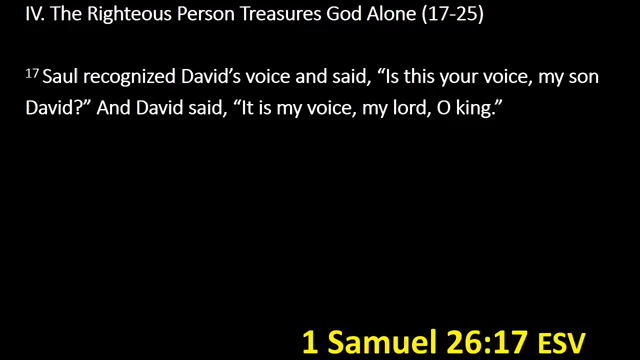 IV. The Righteous Person Treasures God Alone (17-25)
17 Saul recognized David’s voice and said, “Is this your voice, my son
David?” And David said, “It is my voice, my lord, O king.”
1 Samuel 26:17 ESV